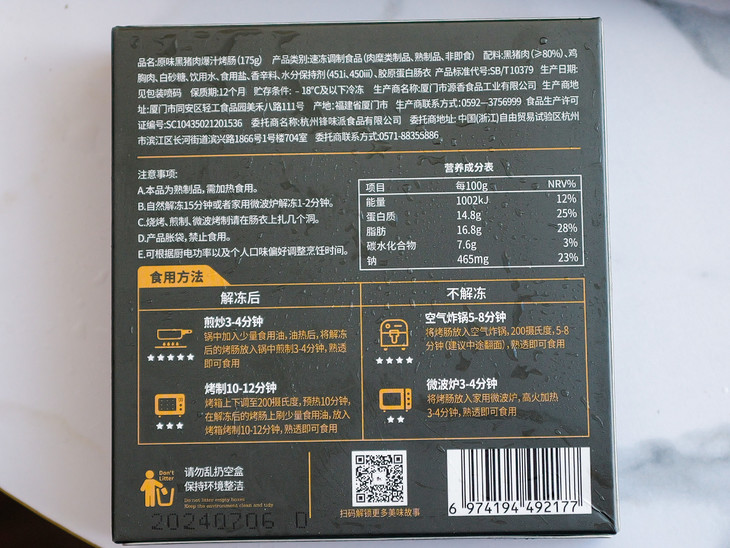 品名:原味黑猪肉爆汁烤肠(175g) 产品类别:速冻调制食品(肉糜类制品、熟制品、非即食) 配料:黑猪肉(≥80%)、鸡
胸肉、白砂糖、饮用水、食用盐、香辛料、水分保持剂(451i、450iii)、胶原蛋白肠衣 产品标准代号:SB/T10379 生产日期:
见包装喷码 保质期:12个月 贮存条件: -18℃及以下冷冻 生产商名称:厦门市源香食品工业有限公司 生产商地
址:厦门市同安区轻工食品园美禾八路111号 产地:福建省厦门市 生产商联系方式:0592—3756999 食品生产许可
证编号:SC10435021201536 委托商名称:杭州锋味派食品有限公司 委托商地址:中国(浙江)自由贸易试验区杭州
市滨江区长河街道滨兴路1866号1号楼704室 委托商联系方式:0571-88355886
注意事项:
A.本品为熟制品,需加热食用。
B.自然解冻15分钟或者家用微波炉解冻1-2分钟。
C.烧烤、煎制、微波烤制请在肠衣上扎几个洞。
D.产品胀袋,禁止食用。
E.可根据厨电功率以及个人口味偏好调整烹饪时间。
营养成分表
项目 每100g NRV%
能量 1002kJ 12%
蛋白质 14.8g 25%
脂肪 16.8g 28%
碳水化合物 7.6g 3%
钠 465mg 23%
食用方法
解冻后
煎炒3-4分钟
锅中加入少量食用油,油热后,将解冻
后的烤肠放入锅中煎制3-4分钟,熟透
即可食用
烤制10-12分钟
烤箱上下调至200摄氏度,预热10分钟,
在解冻后的烤肠上刷少量食用油,放入
烤箱烤制10-12分钟,熟透即可食用
不解冻
空气炸锅5-8分钟
将烤肠放入空气炸锅,200摄氏度,5-8
分钟(建议中途翻面),熟透即可食用
微波炉3-4分钟
将烤肠放入家用微波炉,高火加热
3-4分钟,熟透即可食用
Don't
Litter
请勿乱扔空盒
保持环境整洁
Do not litter empty boxes
Keep the environment clean and tidy
20240706 D
扫码解锁更多美味故事
6 974194 492177